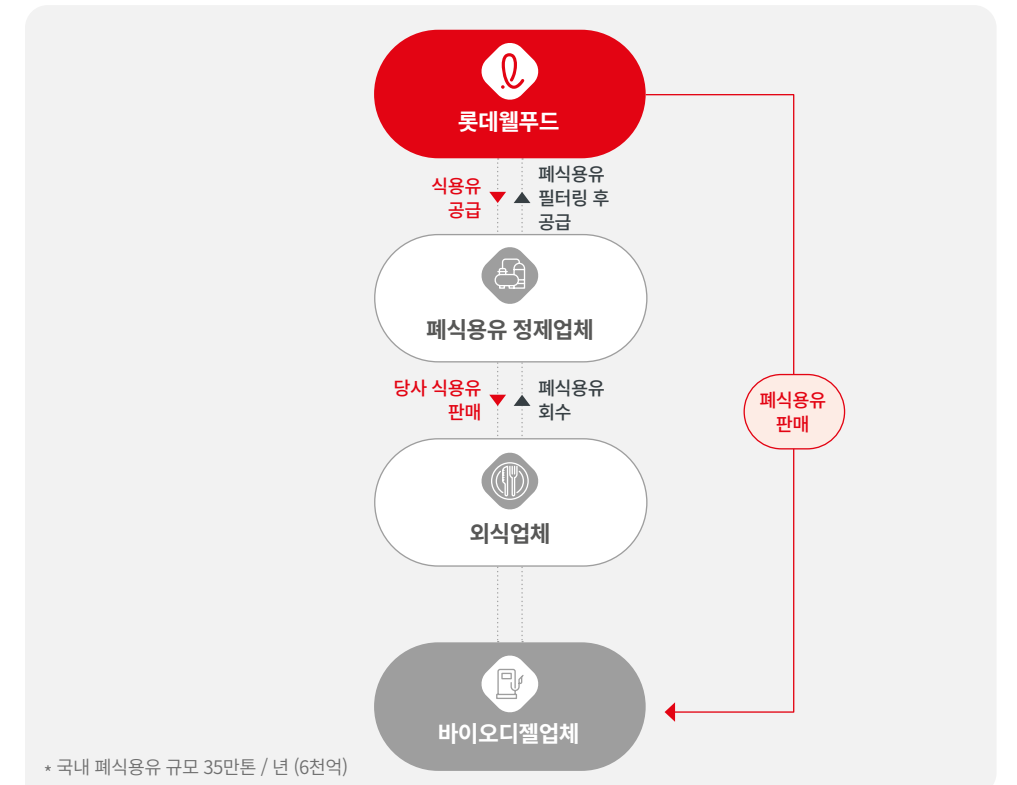 롯데웰푸드
식용유
공급
폐식용유
필터링 후
공급
폐식용유 정제업체
당사 식용유
판매
폐식용유
회수
폐식용유
판매
외식업체
바이오디젤업체
* 국내 폐식용유 규모 35만톤 / 년 (6천억)